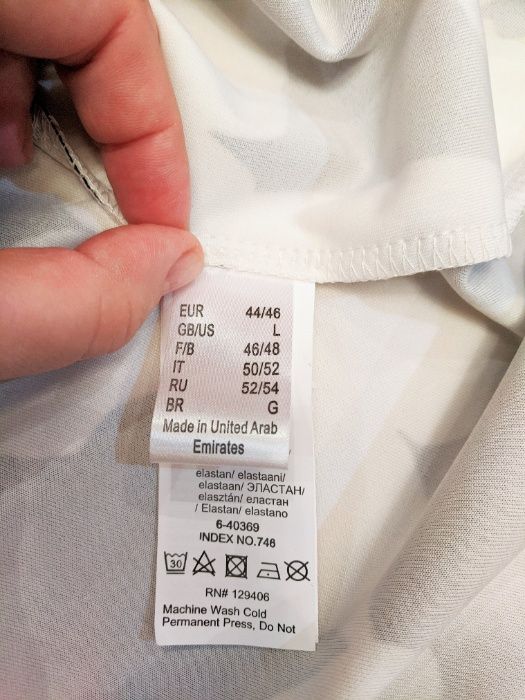 EUR 44/46
GB/US L
F/B 46/48
IT 50/52
RU 52/54
BR G
Made in United Arab
Emirates
elastan/ elastaani/
elastaan/ ЭЛАСТАН/
elasztán/ еластан
/ Elastan/ elastano
6-40369
INDEX NO.746
30
RN# 129406
Machine Wash Cold
Permanent Press, Do Not